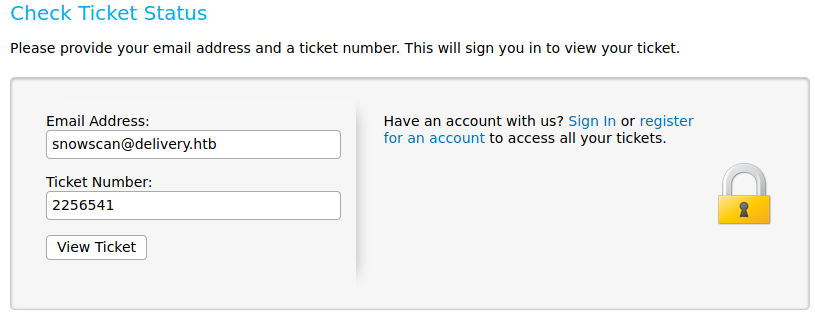 Check Ticket Status
Please provide your email address and a ticket number. This will sign you in to view your ticket.
Email Address:
snowscan@delivery.htb
Ticket Number:
2256541
View Ticket
Have an account with us? Sign In or register
for an account to access all your tickets.